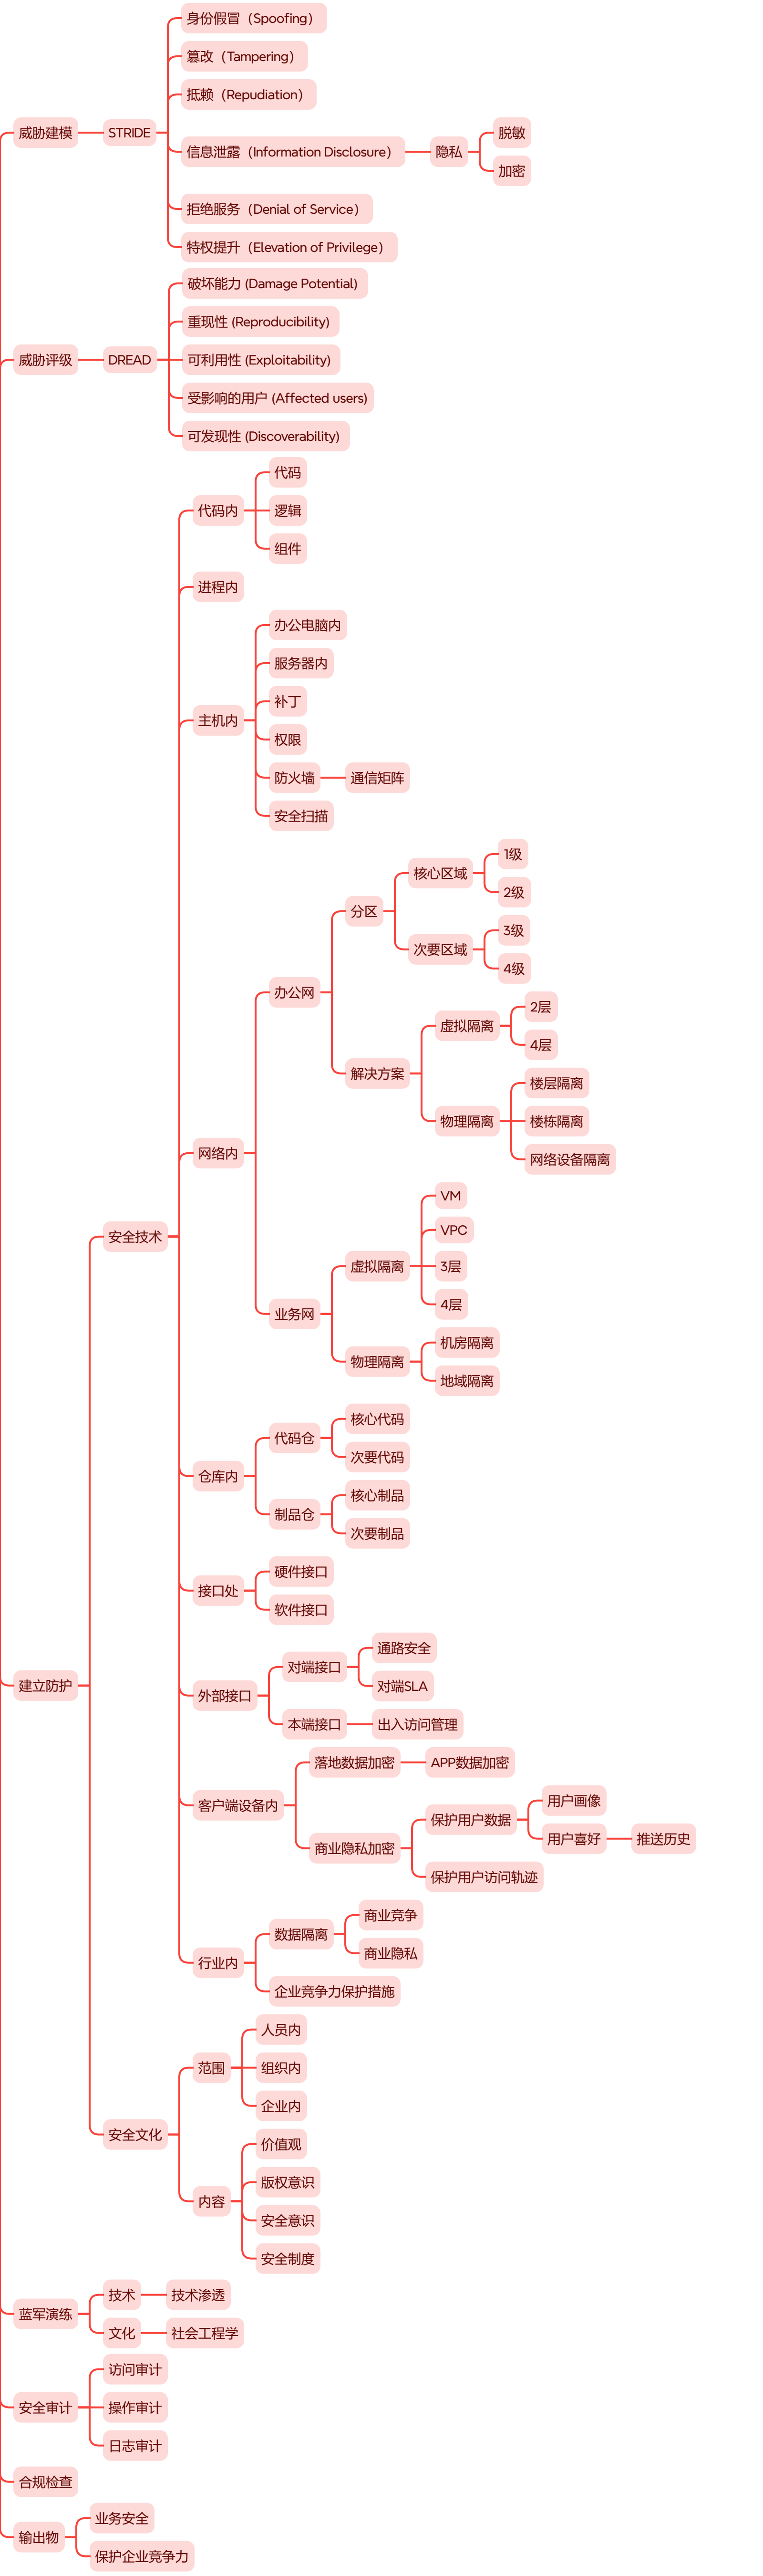 身份假冒（Spoofing）
篡改（Tampering）
抵赖（Repudiation）
威胁建模
STRIDE
信息泄露（Information Disclosure）
隐私
脱敏
加密
拒绝服务（Denial of Service）
特权提升（Elevation of Privilege）
破坏能力 (Damage Potential)
重现性 (Reproducibility)
威胁评级
DREAD
可利用性 (Exploitability)
受影响的用户 (Affected users)
可发现性 (Discoverability)
代码内
代码
逻辑
组件
进程内
主机内
办公电脑内
服务器内
补丁
权限
防火墙
通信矩阵
安全扫描
网络内
办公网
分区
核心区域
1级
2级
次要区域
3级
4级
解决方案
虚拟隔离
2层
4层
物理隔离
楼层隔离
楼栋隔离
网络设备隔离
安全技术
业务网
虚拟隔离
VM
VPC
3层
4层
物理隔离
机房隔离
地域隔离
仓库内
代码仓
核心代码
次要代码
制品仓
核心制品
次要制品
接口处
硬件接口
软件接口
建立防护
外部接口
对端接口
通路安全
对端SLA
本端接口
出入访问管理
客户端设备内
落地数据加密
APP数据加密
商业隐私加密
保护用户数据
用户画像
用户喜好
推送历史
保护用户访问轨迹
行业内
数据隔离
商业竞争
商业隐私
企业竞争力保护措施
安全文化
范围
人员内
组织内
企业内
内容
价值观
版权意识
安全意识
安全制度
蓝军演练
技术
技术渗透
文化
社会工程学
安全审计
访问审计
操作审计
日志审计
合规检查
输出物
业务安全
保护企业竞争力